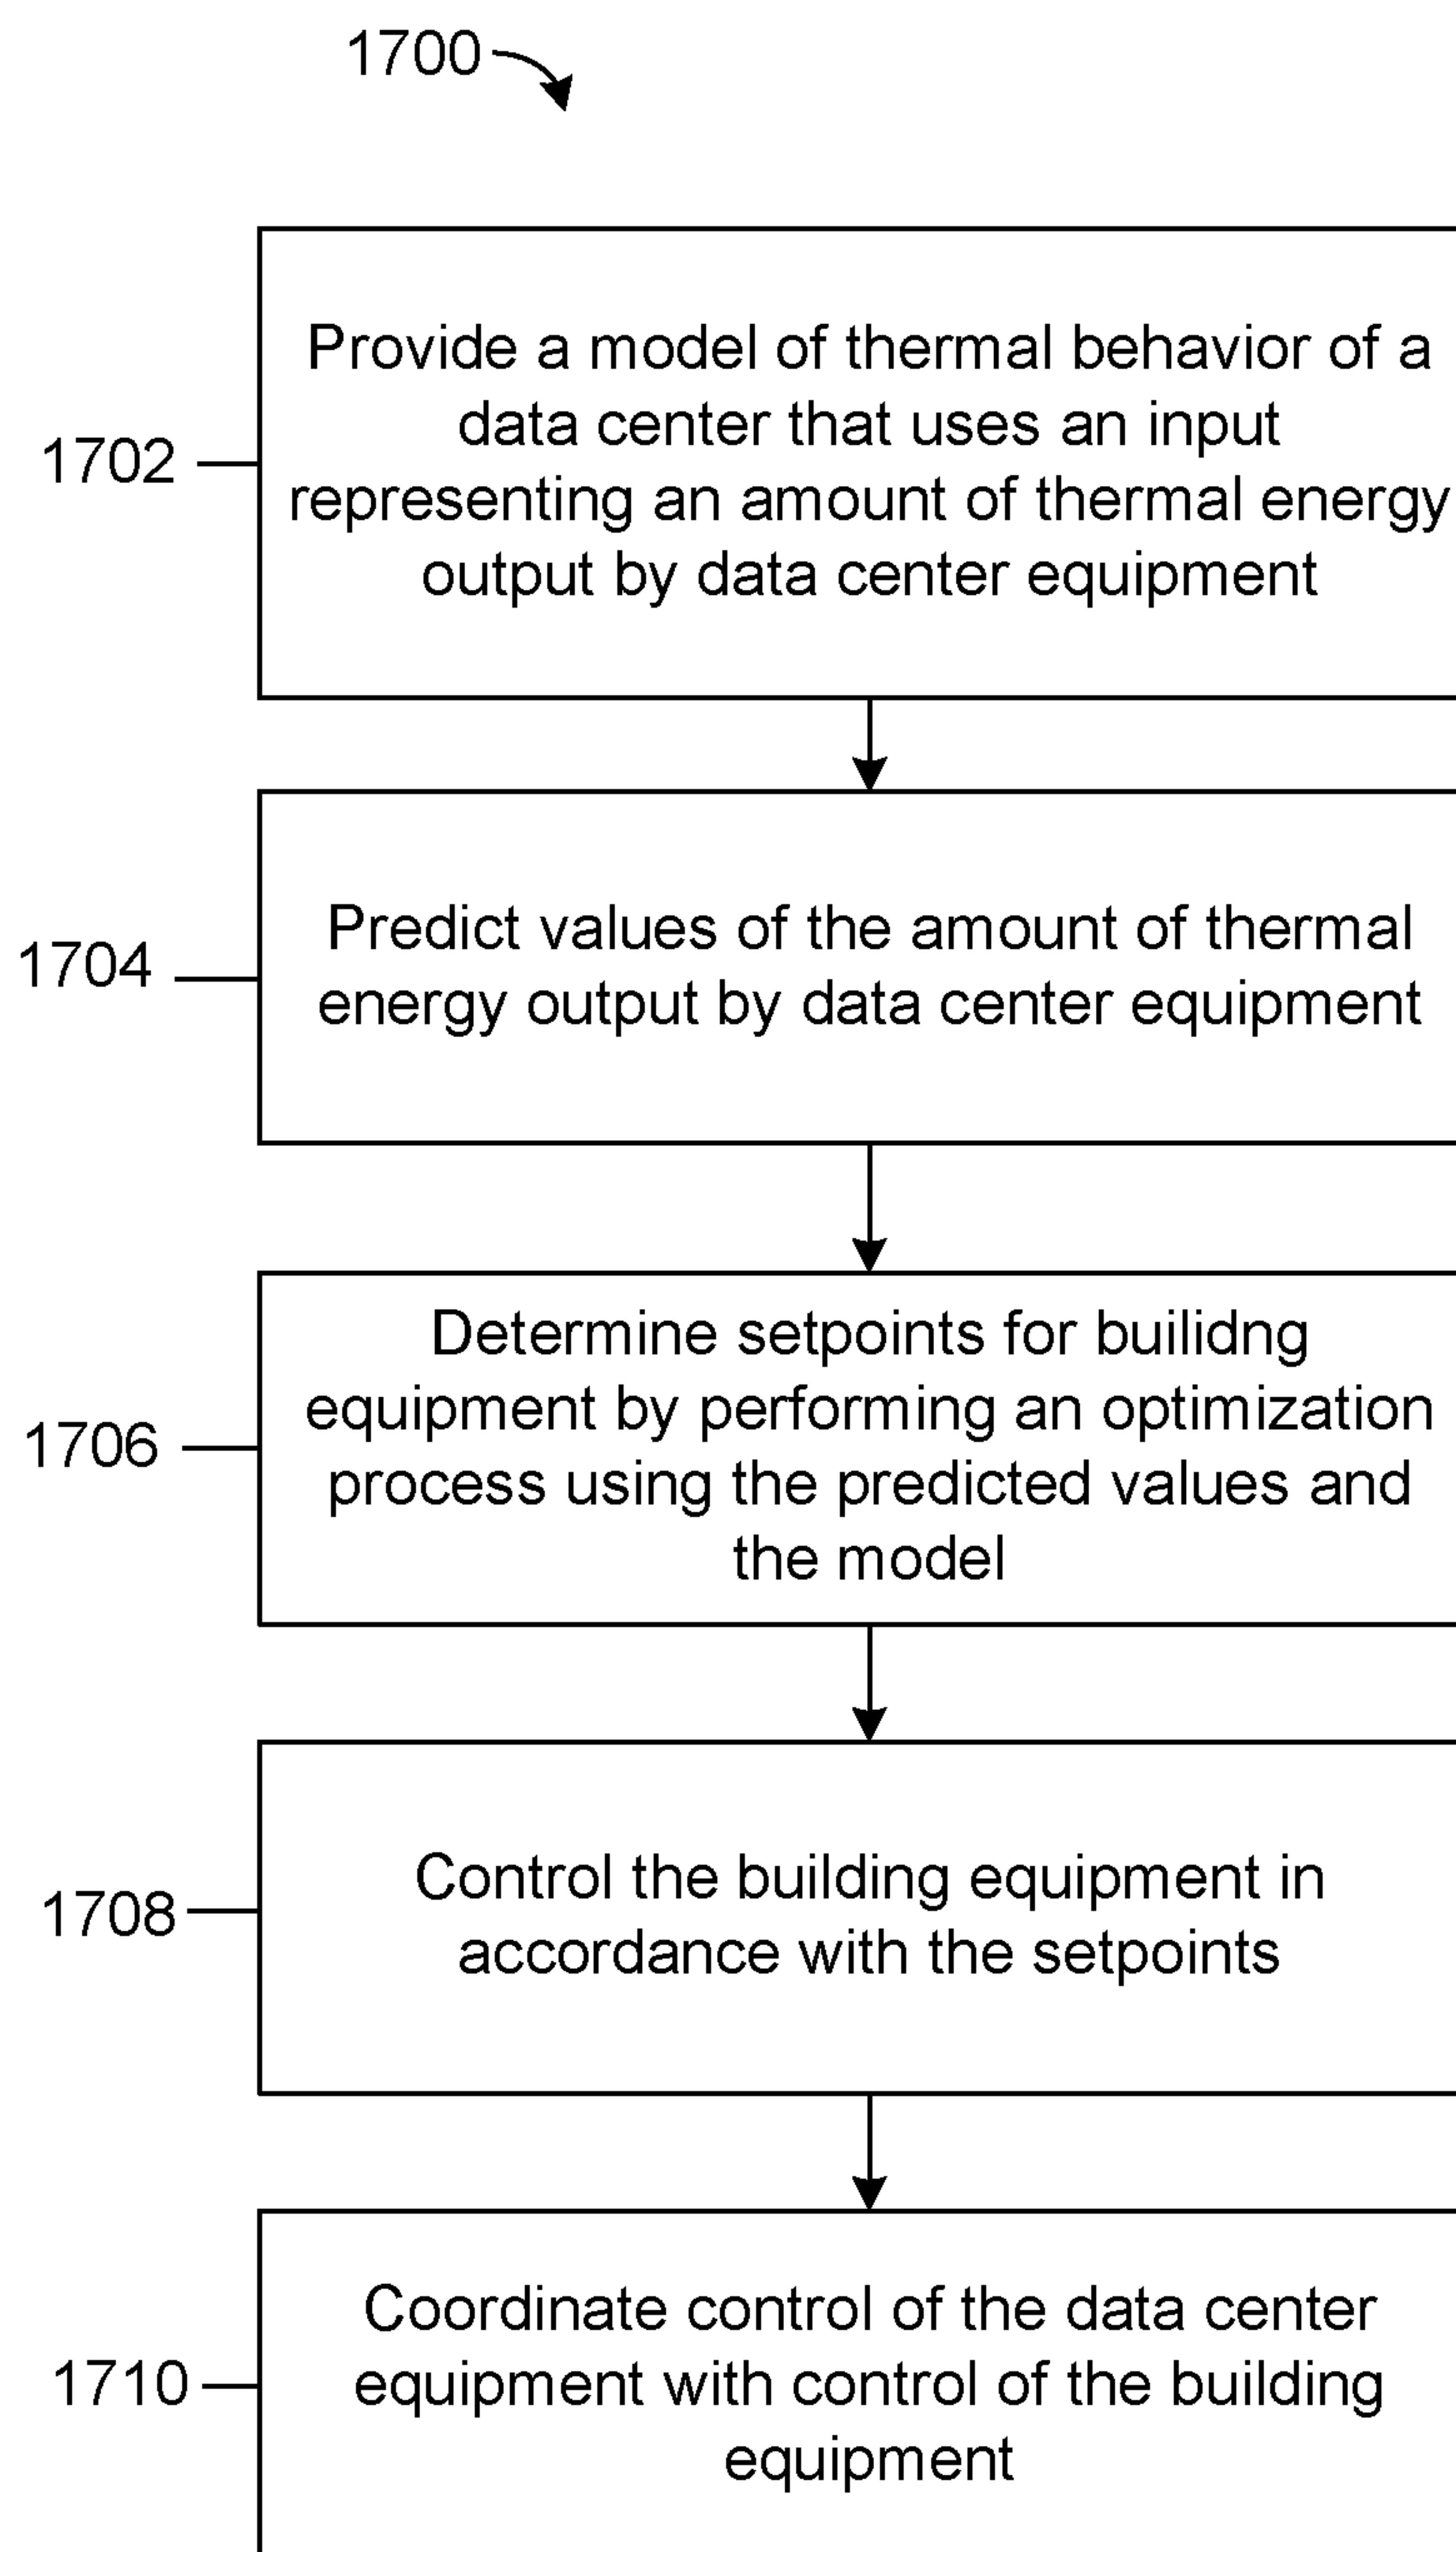 1700
Provide a model of thermal behavior of a
data center that uses an input
representing an amount of thermal energy
output by data center equipment
1702
Predict values of the amount of thermal
energy output by data center equipment
1704
Determine setpoints for builidng
equipment by performing an optimization
process using the predicted values and
the model
1706
Control the building equipment in
accordance with the setpoints
1708
Coordinate control of the data center
equipment with control of the building
equipment
1710